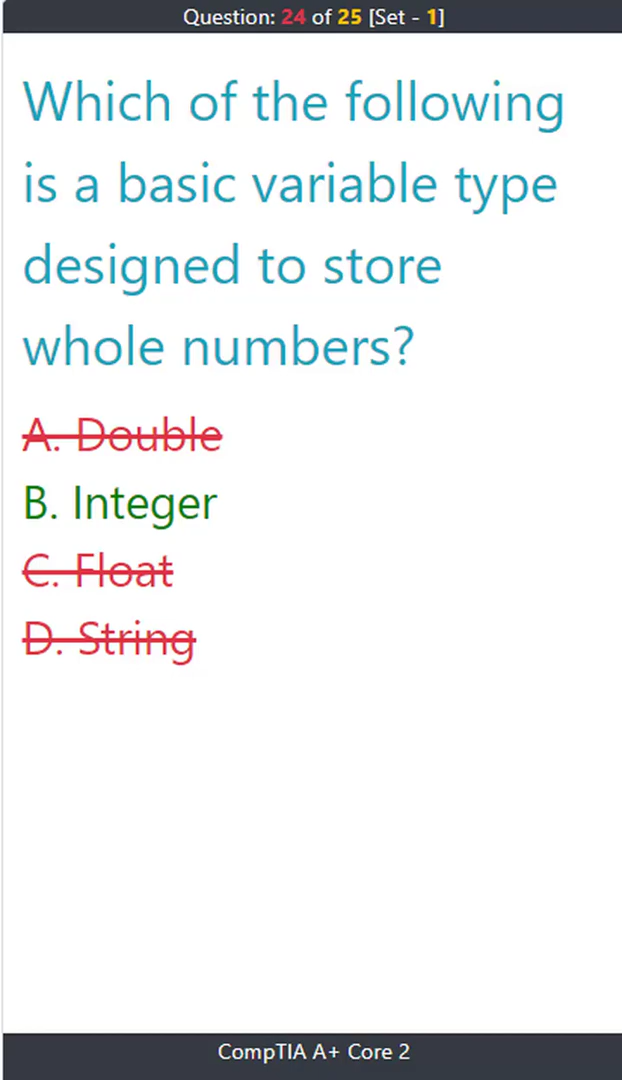 Question: 24 of 25 [Set - 1]
Which of the following
is a basic variable type
designed to store
whole numbers?
A. Double
B. Integer
C. Float
D. String
CompTIA A+ Core 2